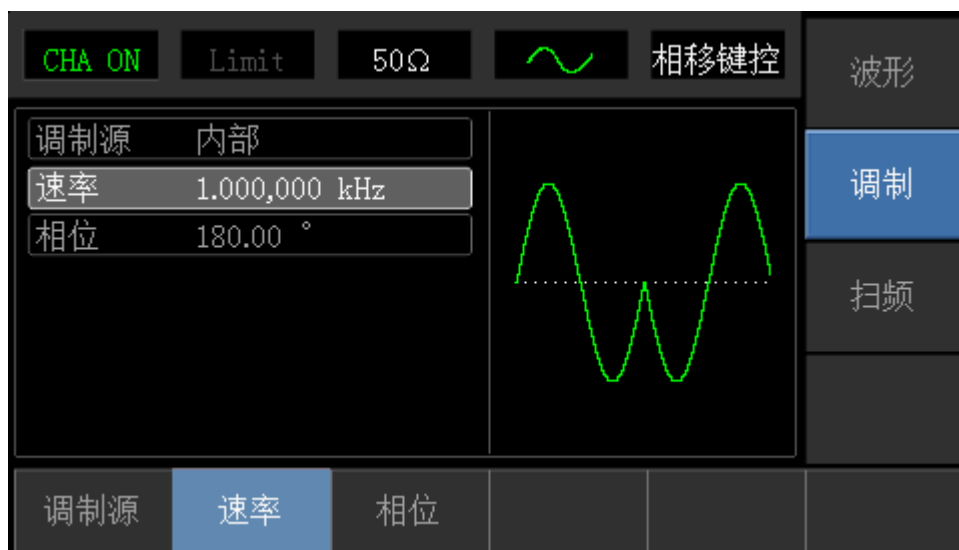 CHA ON Limit 50Ω 相移键控 波形
调制源 内部
速率 1.000,000 kHz
相位 180.00 °
调制
扫频
调制源 速率 相位